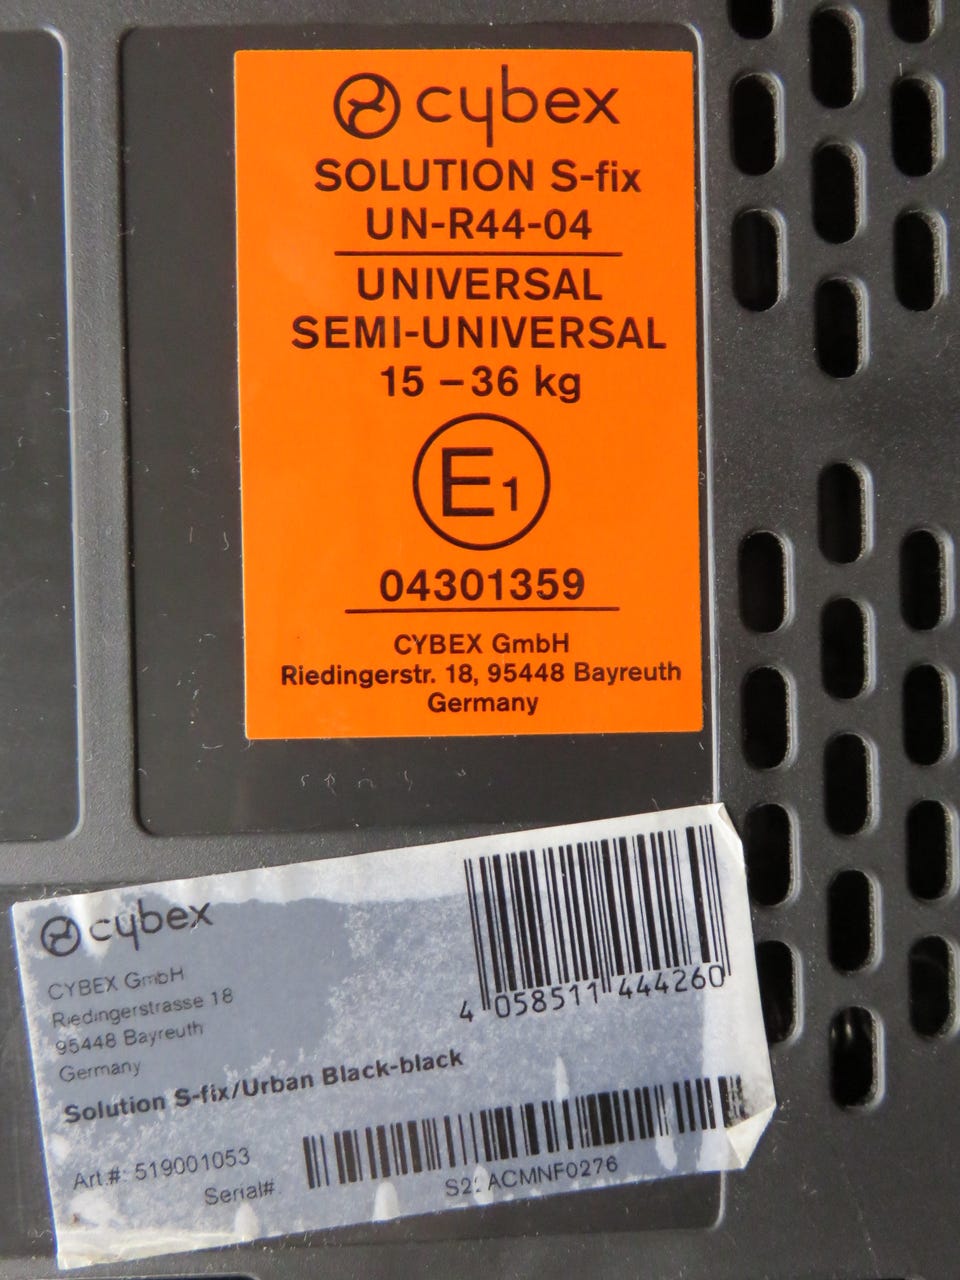 cybex
SOLUTION S-fix
UN-R44-04
UNIVERSAL
SEMI-UNIVERSAL
15 – 36 kg
E1
04301359
CYBEX GmbH
Riedingerstr. 18, 95448 Bayreuth
Germany
cybex
CYBEX GmbH
Riedingerstrasse 18
95448 Bayreuth
Germany
4 058511 444260
Solution S-fix/Urban Black-black
Art.#: 519001053
Serial#: